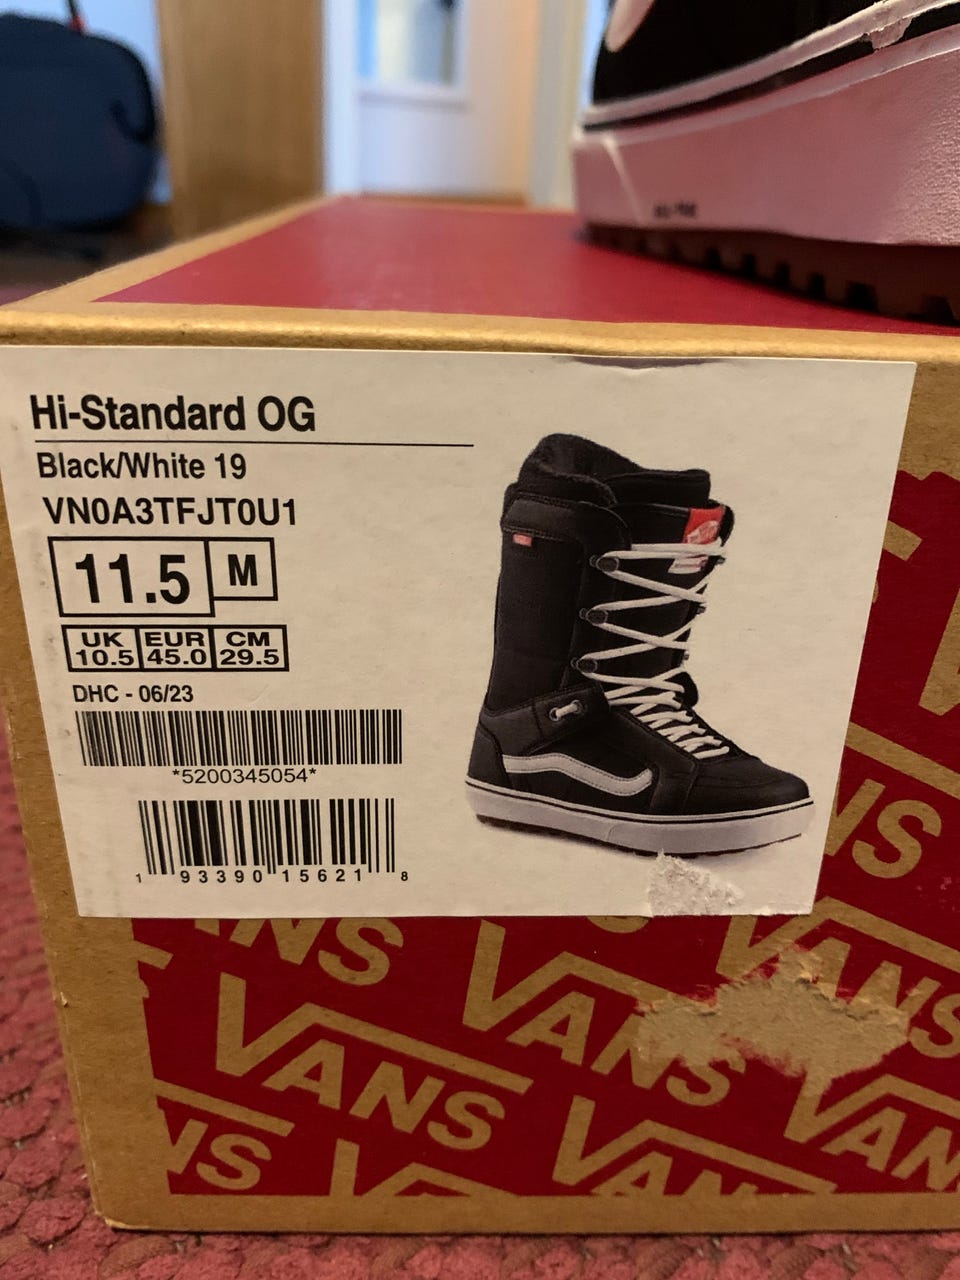 Hi-Standard OG
Black/White 19
VN0A3TFJT0U1
11.5 M
UK EUR CM
10.5 45.0 29.5
DHC - 06/23
*5200345054*
1 93390 15621 8
VANS
VANS
VANS
VANS
VANS